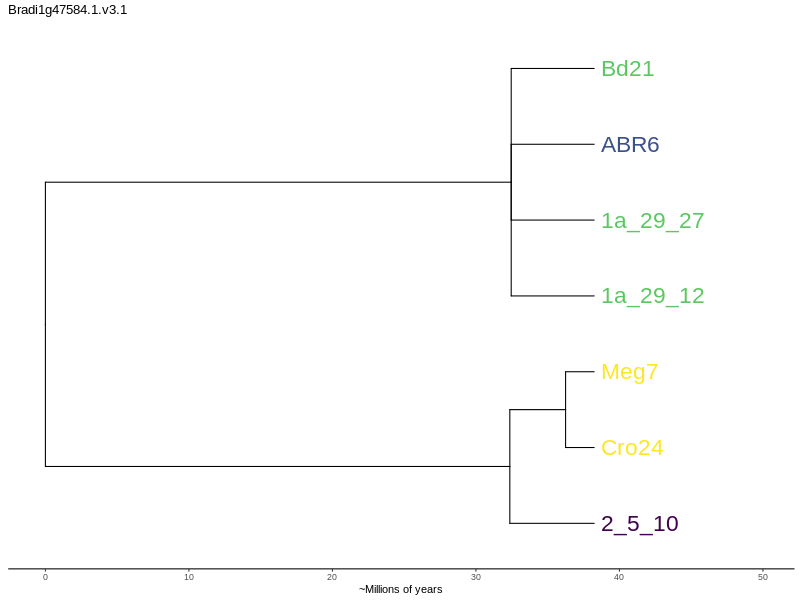 Bradi1g47584.1.v3.1
Bd21
ABR6
1a_29_27
1a_29_12
Meg7
Cro24
2_5_10
0 10 20 30 40 50
~Millions of years